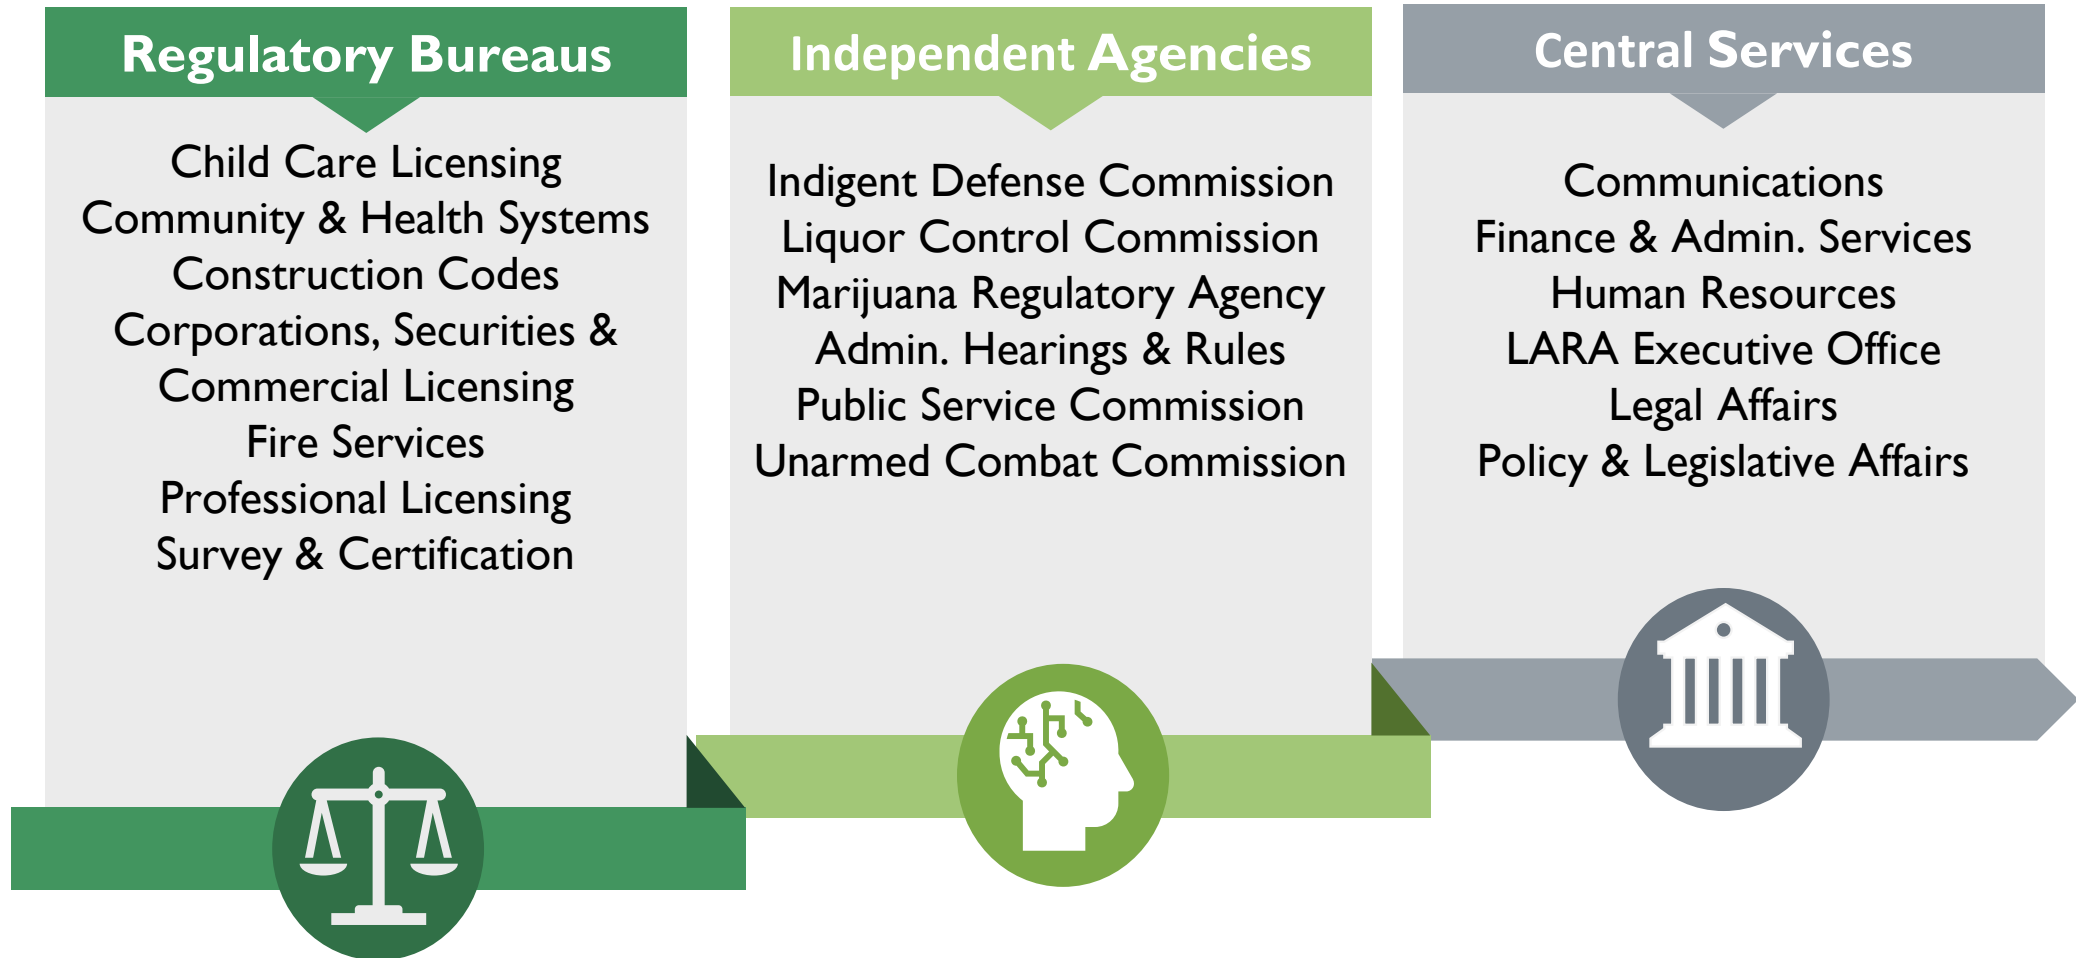 Regulatory Bureaus
Child Care Licensing
Community & Health Systems
Construction Codes
Corporations, Securities &
Commercial Licensing
Fire Services
Professional Licensing
Survey & Certification
Independent Agencies
Indigent Defense Commission
Liquor Control Commission
Marijuana Regulatory Agency
Admin. Hearings & Rules
Public Service Commission
Unarmed Combat Commission
Central Services
Communications
Finance & Admin. Services
Human Resources
LARA Executive Office
Legal Affairs
Policy & Legislative Affairs